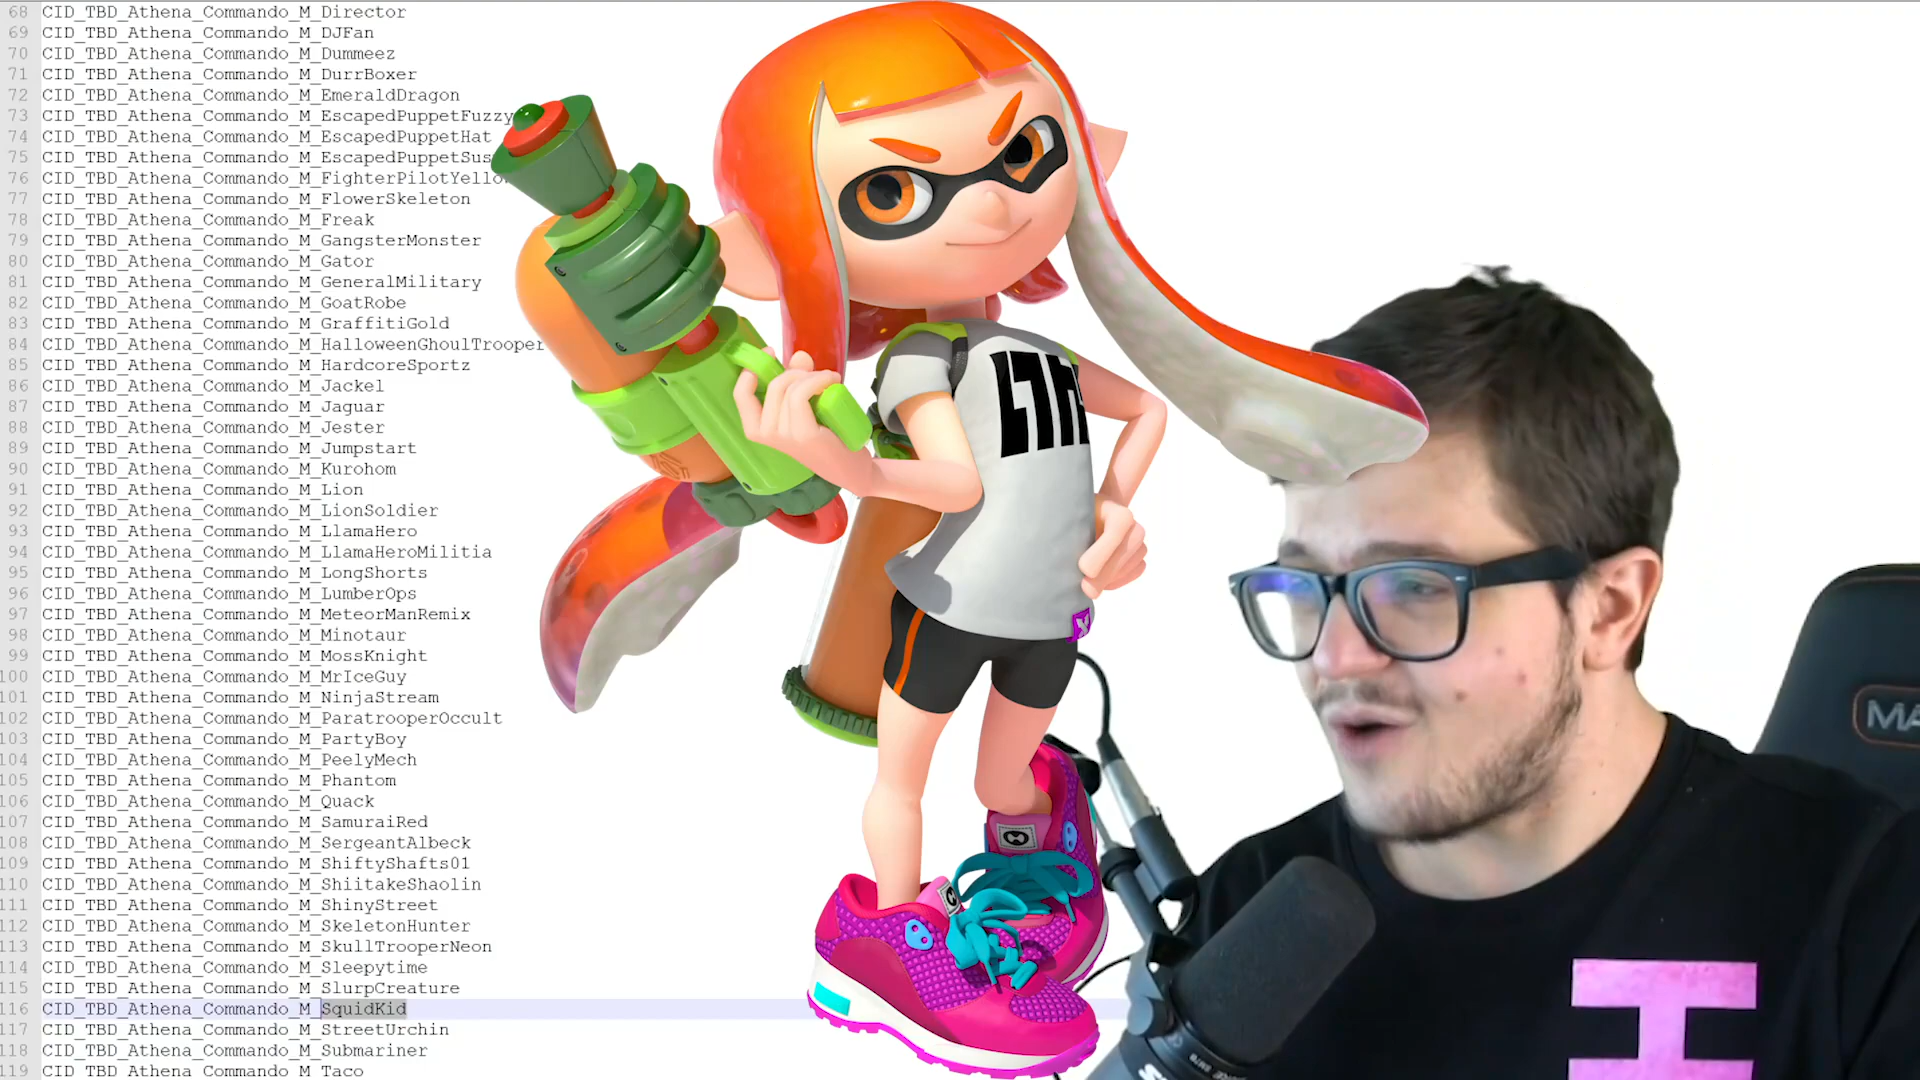 68 CID_TBD_Athena_Commando_M_Director
69 CID_TBD_Athena_Commando_M_DJFan
70 CID_TBD_Athena_Commando_M_Dummeez
71 CID_TBD_Athena_Commando_M_DurrBoxer
72 CID_TBD_Athena_Commando_M_EmeraldDragon
73 CID_TBD_Athena_Commando_M_EscapedPuppetFuzzy
74 CID_TBD_Athena_Commando_M_EscapedPuppetHat
75 CID_TBD_Athena_Commando_M_EscapedPuppetSus
76 CID_TBD_Athena_Commando_M_FighterPilotYello
77 CID_TBD_Athena_Commando_M_FlowerSkeleton
78 CID_TBD_Athena_Commando_M_Freak
79 CID_TBD_Athena_Commando_M_GangsterMonster
80 CID_TBD_Athena_Commando_M_Gator
81 CID_TBD_Athena_Commando_M_GeneralMilitary
82 CID_TBD_Athena_Commando_M_GoatRobe
83 CID_TBD_Athena_Commando_M_GraffitiGold
84 CID_TBD_Athena_Commando_M_HalloweenGhoulTrooper
85 CID_TBD_Athena_Commando_M_HardcoreSportz
86 CID_TBD_Athena_Commando_M_Jackel
87 CID_TBD_Athena_Commando_M_Jaguar
88 CID_TBD_Athena_Commando_M_Jester
89 CID_TBD_Athena_Commando_M_Jumpstart
90 CID_TBD_Athena_Commando_M_Kurohom
91 CID_TBD_Athena_Commando_M_Lion
92 CID_TBD_Athena_Commando_M_LionSoldier
93 CID_TBD_Athena_Commando_M_LlamaHero
94 CID_TBD_Athena_Commando_M_LlamaHeroMilitia
95 CID_TBD_Athena_Commando_M_LongShorts
96 CID_TBD_Athena_Commando_M_LumberOps
97 CID_TBD_Athena_Commando_M_MeteorManRemix
98 CID_TBD_Athena_Commando_M_Minotaur
99 CID_TBD_Athena_Commando_M_MossKnight
100 CID_TBD_Athena_Commando_M_MrIceGuy
101 CID_TBD_Athena_Commando_M_NinjaStream
102 CID_TBD_Athena_Commando_M_ParatrooperOccult
103 CID_TBD_Athena_Commando_M_PartyBoy
104 CID_TBD_Athena_Commando_M_PeelyMech
105 CID_TBD_Athena_Commando_M_Phantom
106 CID_TBD_Athena_Commando_M_Quack
107 CID_TBD_Athena_Commando_M_SamuraiRed
108 CID_TBD_Athena_Commando_M_SergeantAlbeck
109 CID_TBD_Athena_Commando_M_ShiftyShafts01
110 CID_TBD_Athena_Commando_M_ShiitakeShaolin
111 CID_TBD_Athena_Commando_M_ShinyStreet
112 CID_TBD_Athena_Commando_M_SkeletonHunter
113 CID_TBD_Athena_Commando_M_SkullTrooperNeon
114 CID_TBD_Athena_Commando_M_Sleepytime
115 CID_TBD_Athena_Commando_M_SlurpCreature
116 CID_TBD_Athena_Commando_M_SquidKid
117 CID_TBD_Athena_Commando_M_StreetUrchin
118 CID_TBD_Athena_Commando_M_Submariner
119 CID_TBD_Athena_Commando_M_Taco
MA